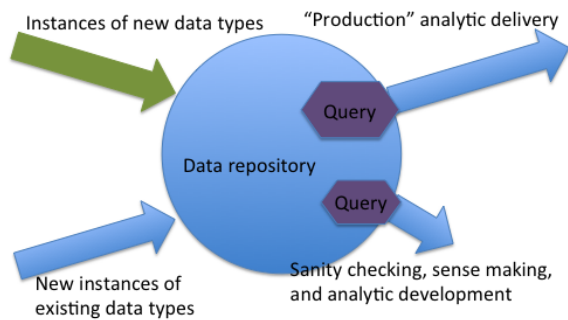 Instances of new data types
“Production” analytic delivery
Query
Data repository
Query
New instances of
existing data types
Sanity checking, sense making,
and analytic development